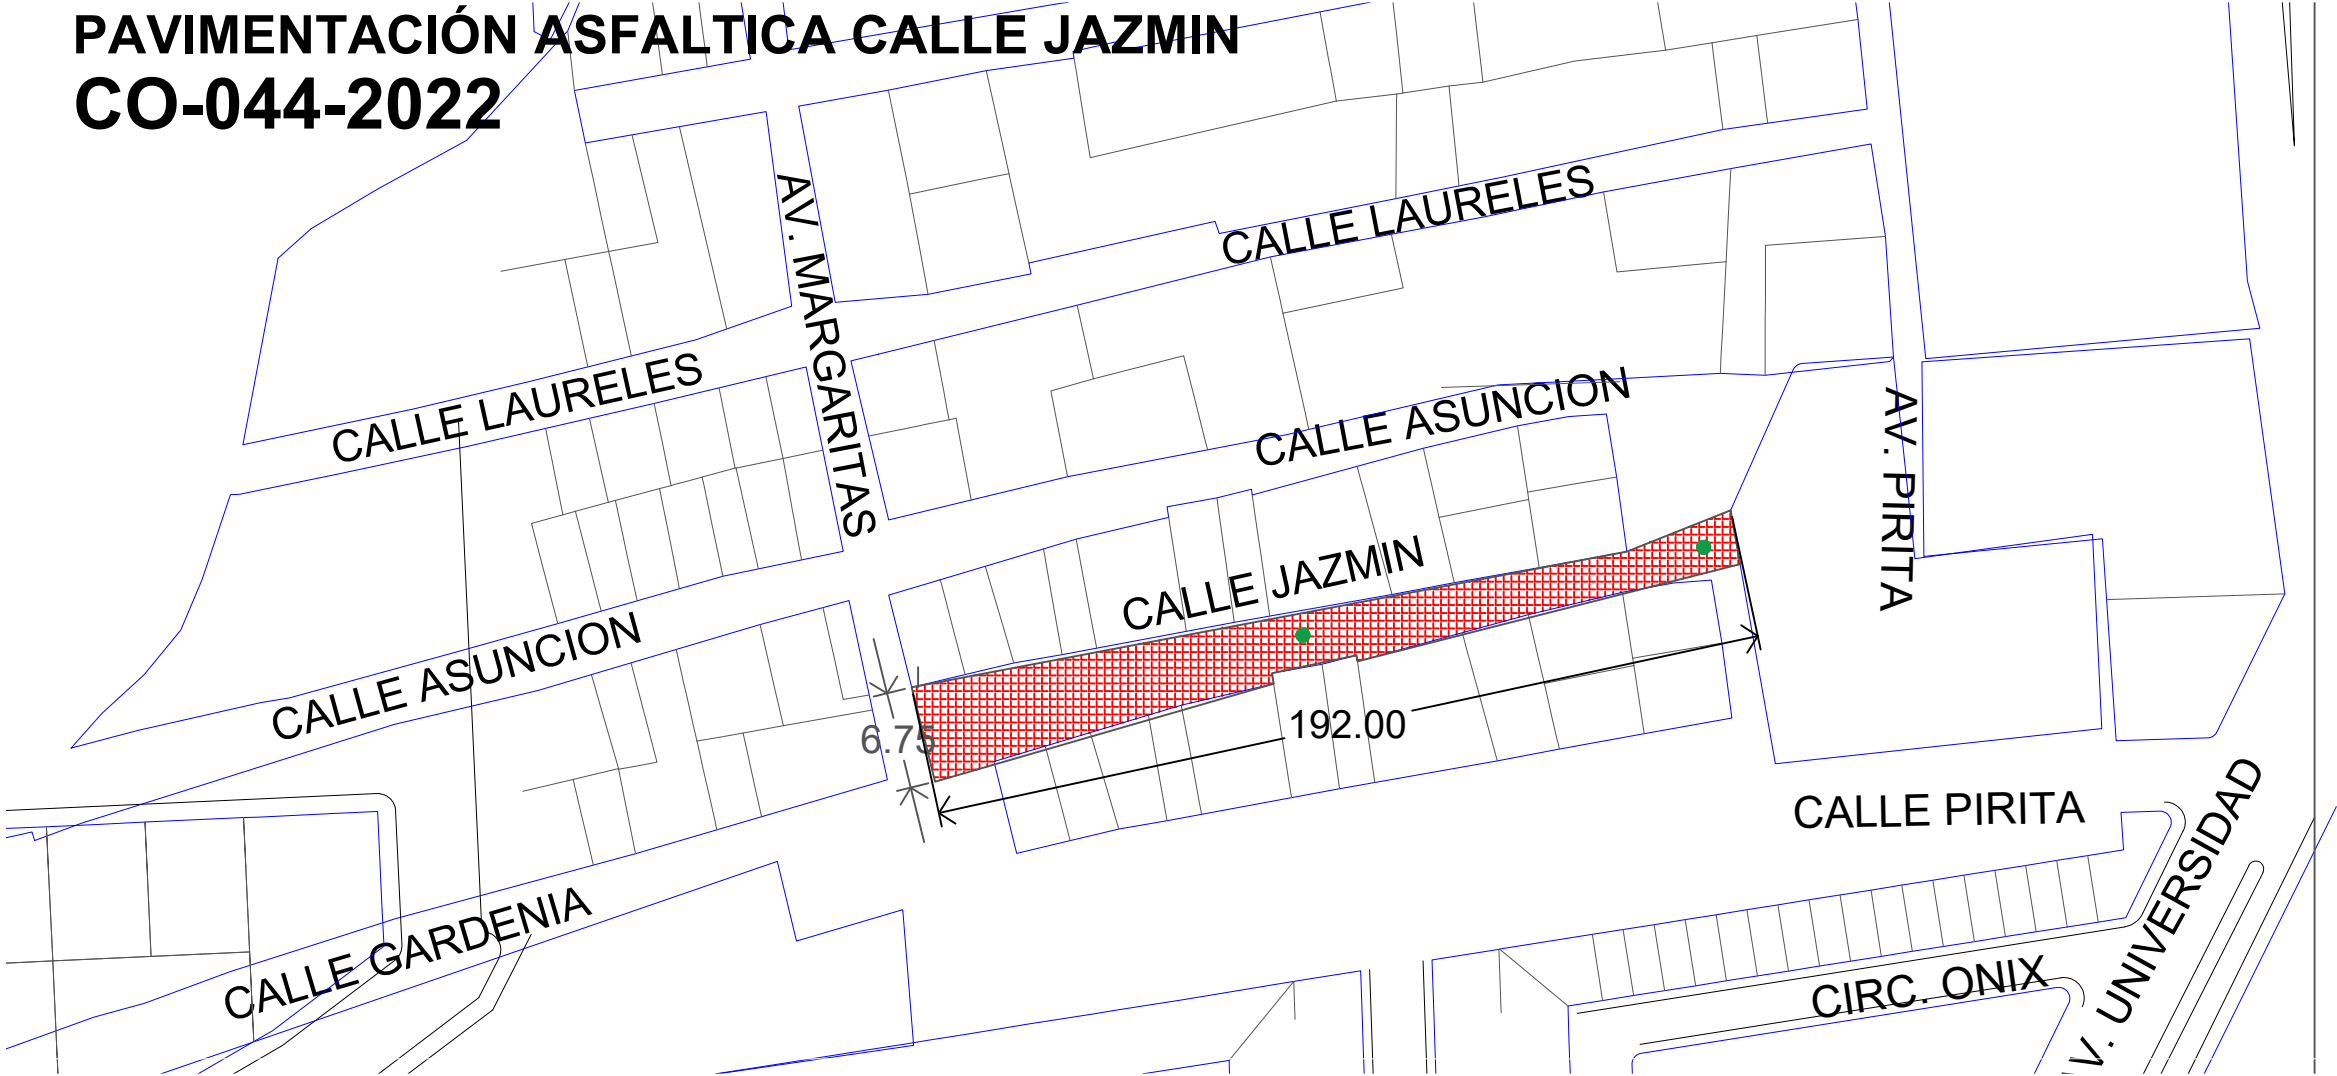 PAVIMENTACIÓN ASFALTICA CALLE JAZMIN
CO-044-2022
AV. MARGARITAS
CALLE LAURELES
CALLE LAURELES
CALLE ASUNCION
AV. PIRITA
CALLE JAZMIN
CALLE ASUNCION
6.75
192.00
CALLE PIRITA
CALLE GARDENIA
CIRC. ONIX
V. UNIVERSIDAD